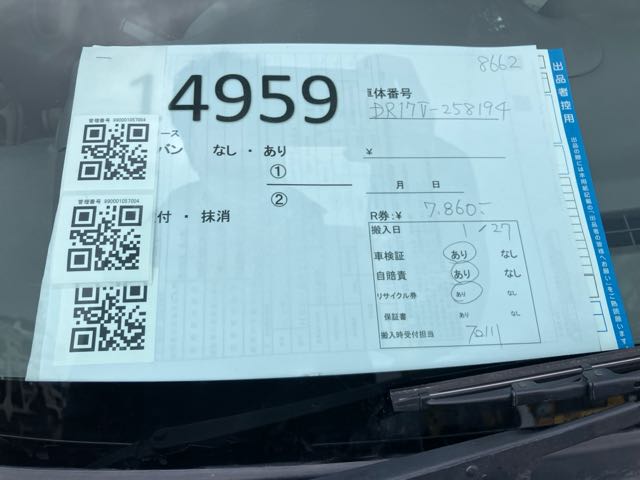 8662
4959
車体番号
DR17V-258194
管理番号 990001057004
ース
バン なし・あり
①
②
¥
月 日
付・抹消
R券:¥ 7.860-
搬入日 1/27
車検証 あり なし
自賠責 あり なし
リサイクル券 あり なし
保証書 あり なし
搬入時受付担当
管理番号 990001057004
出品者控用